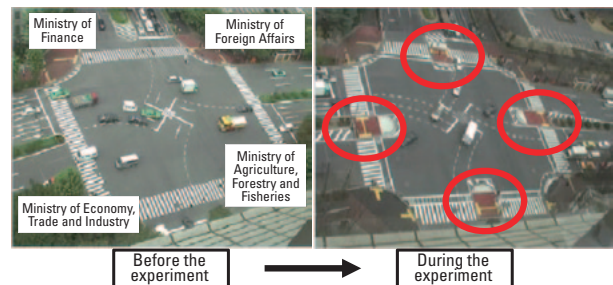 Ministry of
Finance
Ministry of
Foreign Affairs
Ministry of
Agriculture,
Forestry and
Fisheries
Ministry of Economy,
Trade and Industry
Before the
experiment
During the
experiment